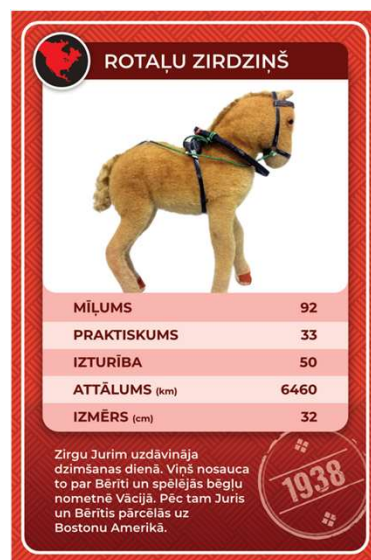 ROTAĻU ZIRDZIŅŠ
MĪĻUMS 92
PRAKTISKUMS 33
IZTURĪBA 50
ATTĀLUMS (km) 6460
IZMĒRS (cm) 32
Zirgu Jurim uzdāvināja
dzimšanas dienā. Viņš nosauca
to par Bērīti un spēlējās bēgļu
nometnē Vācijā. Pēc tam Juris
un Bērītis pārcēlās uz
Bostonu Amerikā.
1938